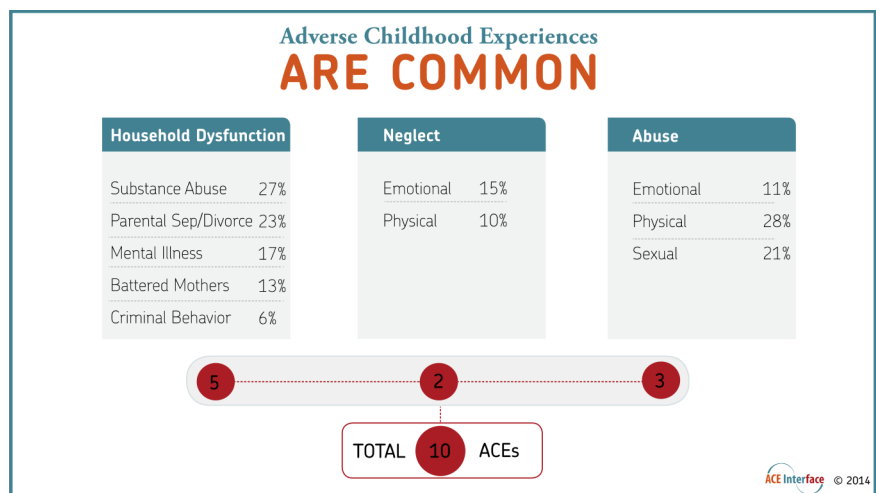 Adverse Childhood Experiences
ARE COMMON
Household Dysfunction
Substance Abuse 27%
Parental Sep/Divorce 23%
Mental Illness 17%
Battered Mothers 13%
Criminal Behavior 6%
Neglect
Emotional 15%
Physical 10%
Abuse
Emotional 11%
Physical 28%
Sexual 21%
5 2 3
TOTAL 10 ACEs
ACE Interface © 2014